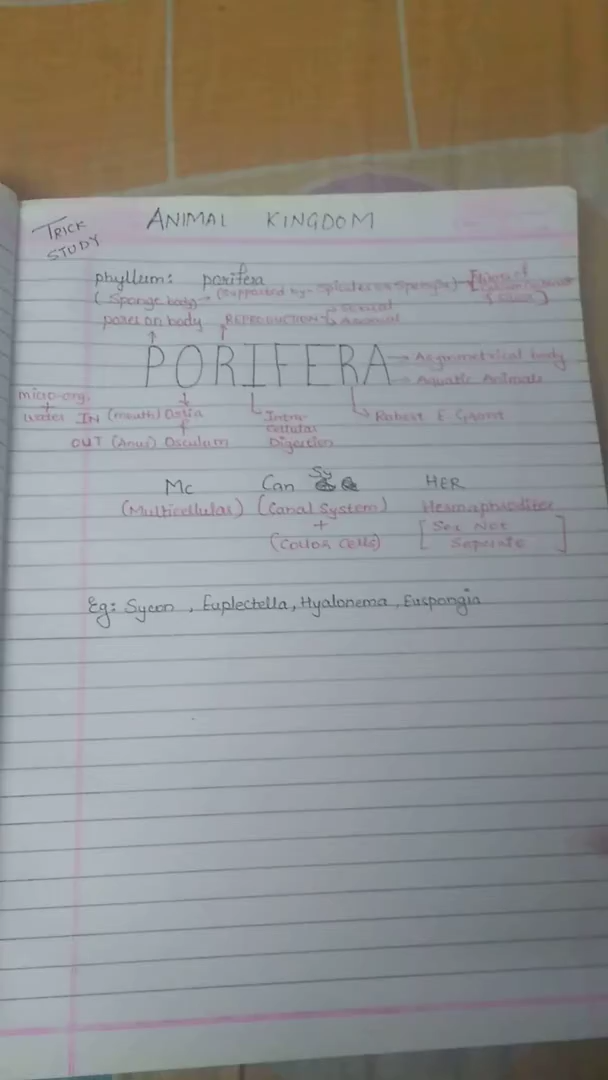 TRICK STUDY
ANIMAL KINGDOM
phyllum: porifera
(Sponge body) → (Supported by → Spicules or Spongin) →
pores on body REPRODUCTION Asexual
PORIFERA → Asymmetrical body
→ Aquatic Animals
micro-org.
+
water IN (mouth) Ostia Intra-Cellular Digestion Robert E Grant
OUT (Anus) Osculum
Mc Can Sy HER
(Multicellular) (Canal System) Hermaphrodites
+ [Sex Not
(Collar Cells) Seperate]
Eg: Sycon, Euplectella, Hyalonema, Euspongia